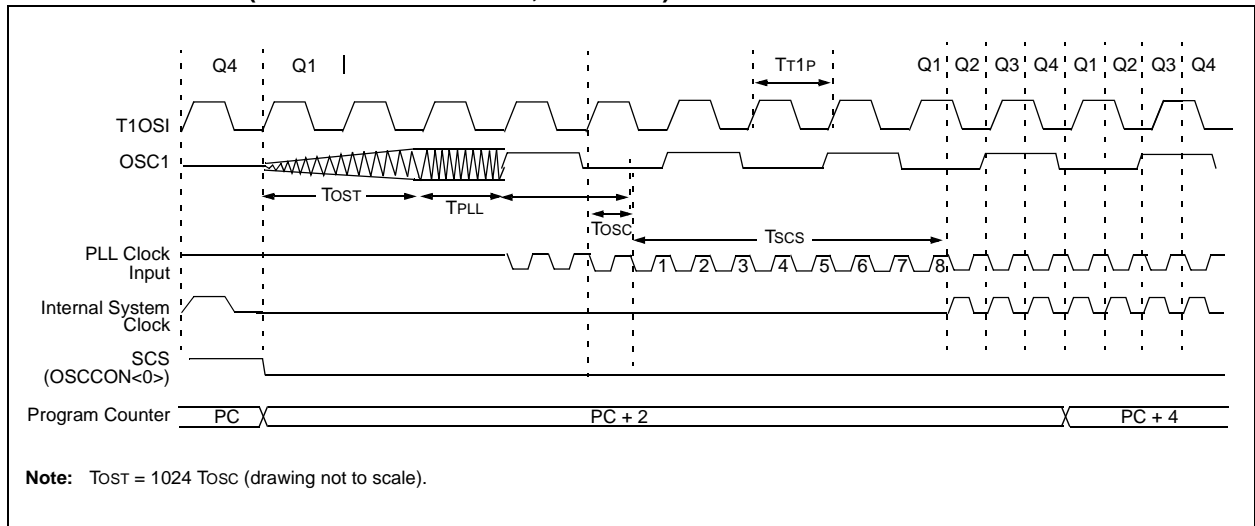 Q4 Q1 TT1P Q1 Q2 Q3 Q4 Q1 Q2 Q3 Q4
T1OSI
OSC1
TOST TPLL
TOSC TSCS
PLL Clock
Input
1 2 3 4 5 6 7 8
Internal System
Clock
SCS
(OSCCON<0>)
Program Counter PC PC + 2 PC + 4
Note: TOST = 1024 TOSC (drawing not to scale).